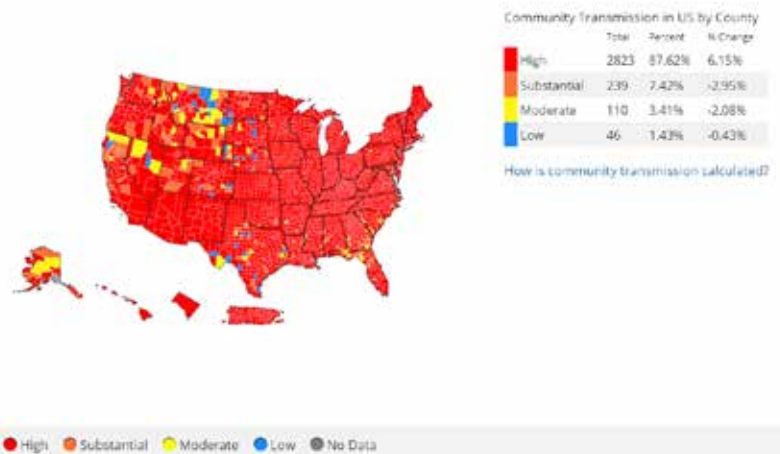 Community Transmission in US by County
Total Percent % Change
High 2823 87.62% 6.15%
Substantial 239 7.42% -2.95%
Moderate 110 3.41% -2.08%
Low 46 1.43% -0.43%
How is community transmission calculated?
High Substantial Moderate Low No Data